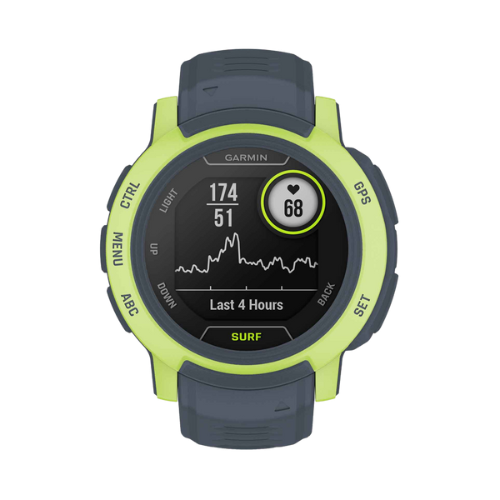 GARMIN
174
51
68
Last 4 Hours
SURF
LIGHT
UP
DOWN
BACK
CTRL
MENU
ABC
GPS
SET